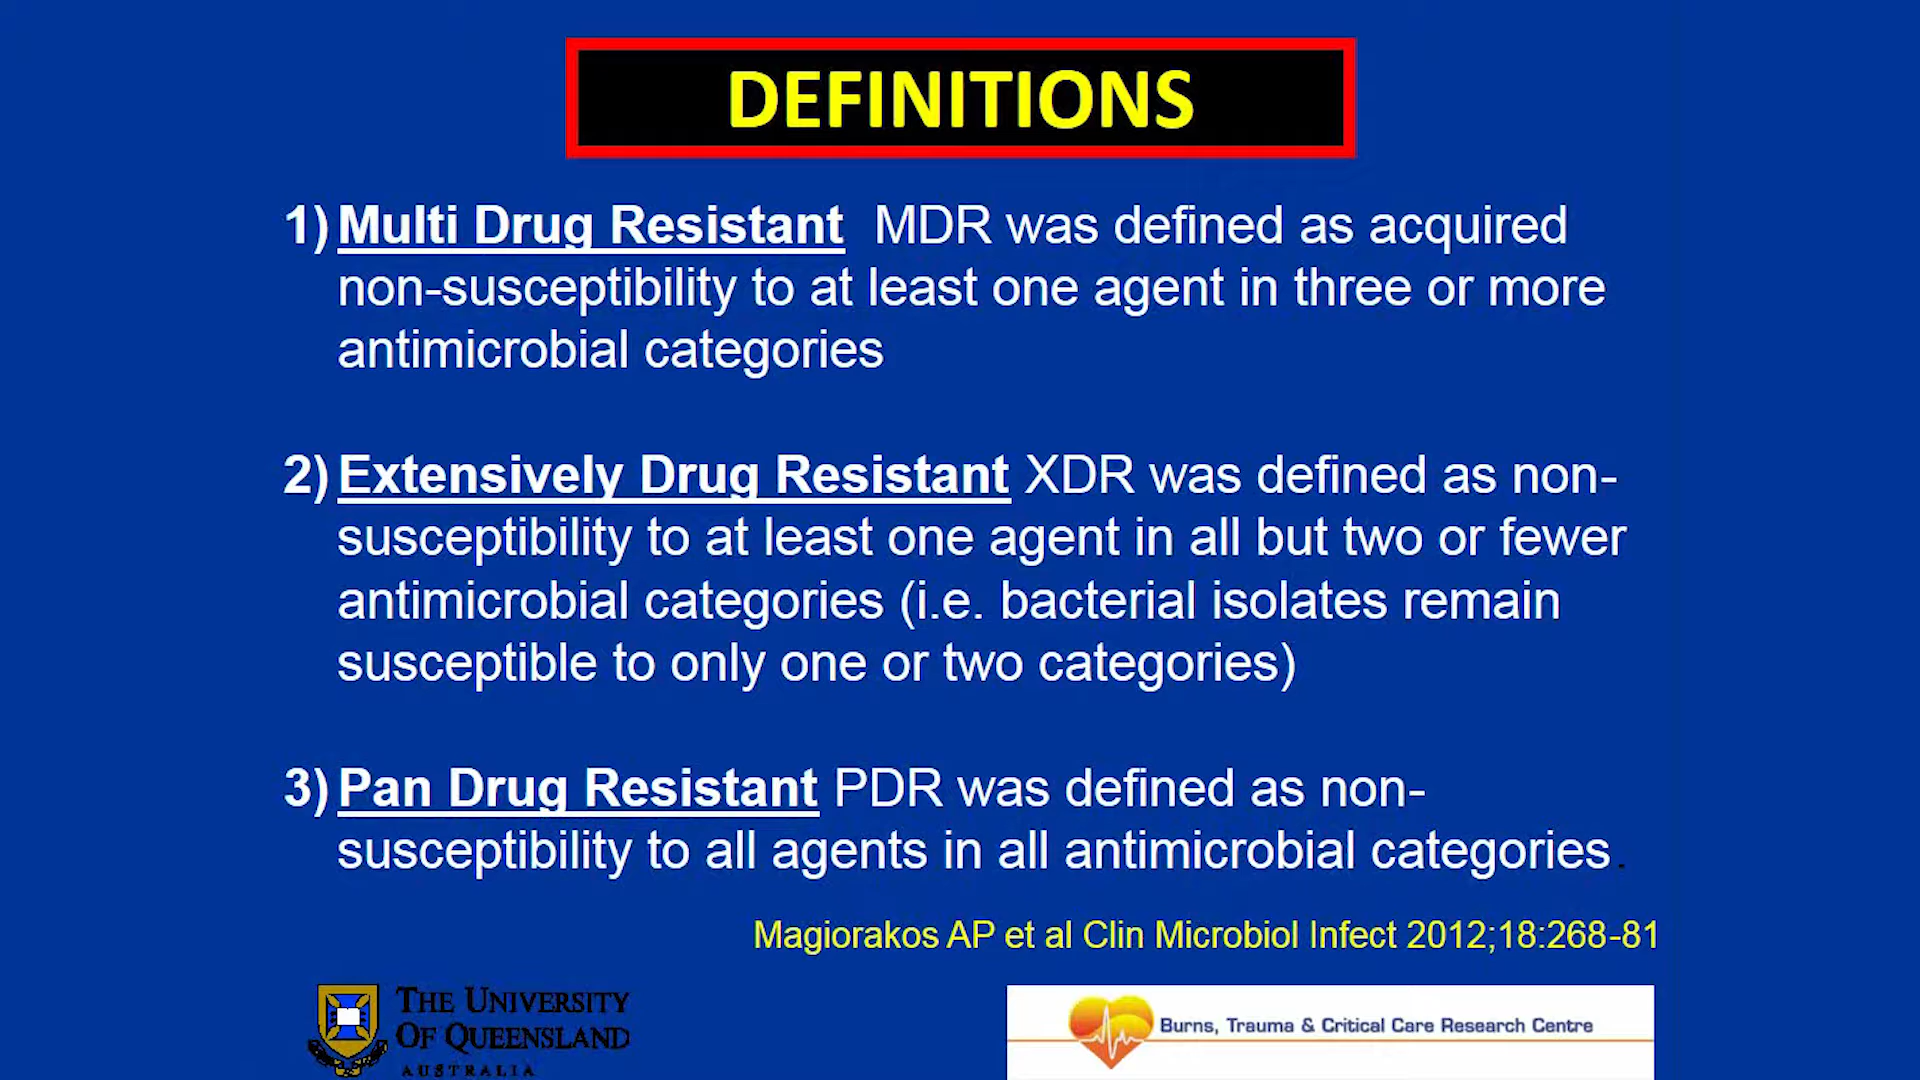 DEFINITIONS
1) Multi Drug Resistant MDR was defined as acquired
non-susceptibility to at least one agent in three or more
antimicrobial categories
2) Extensively Drug Resistant XDR was defined as non-
susceptibility to at least one agent in all but two or fewer
antimicrobial categories (i.e. bacterial isolates remain
susceptible to only one or two categories)
3) Pan Drug Resistant PDR was defined as non-
susceptibility to all agents in all antimicrobial categories.
Magiorakos AP et al Clin Microbiol Infect 2012;18:268-81
THE UNIVERSITY
OF QUEENSLAND
AUSTRALIA
Burns, Trauma & Critical Care Research Centre